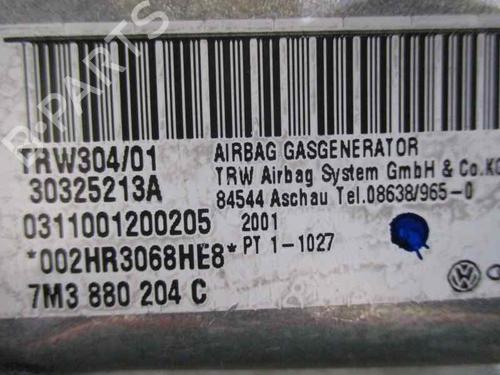 B-PARTS
TRW304/01
30325213A
0311001200205
*002HR3068HE8*
7M3 880 204 C
AIRBAG GASGENERATOR
TRW Airbag System GmbH & Co.KG
84544 Aschau Tel.08638/965-0
2001
PT 1-1027